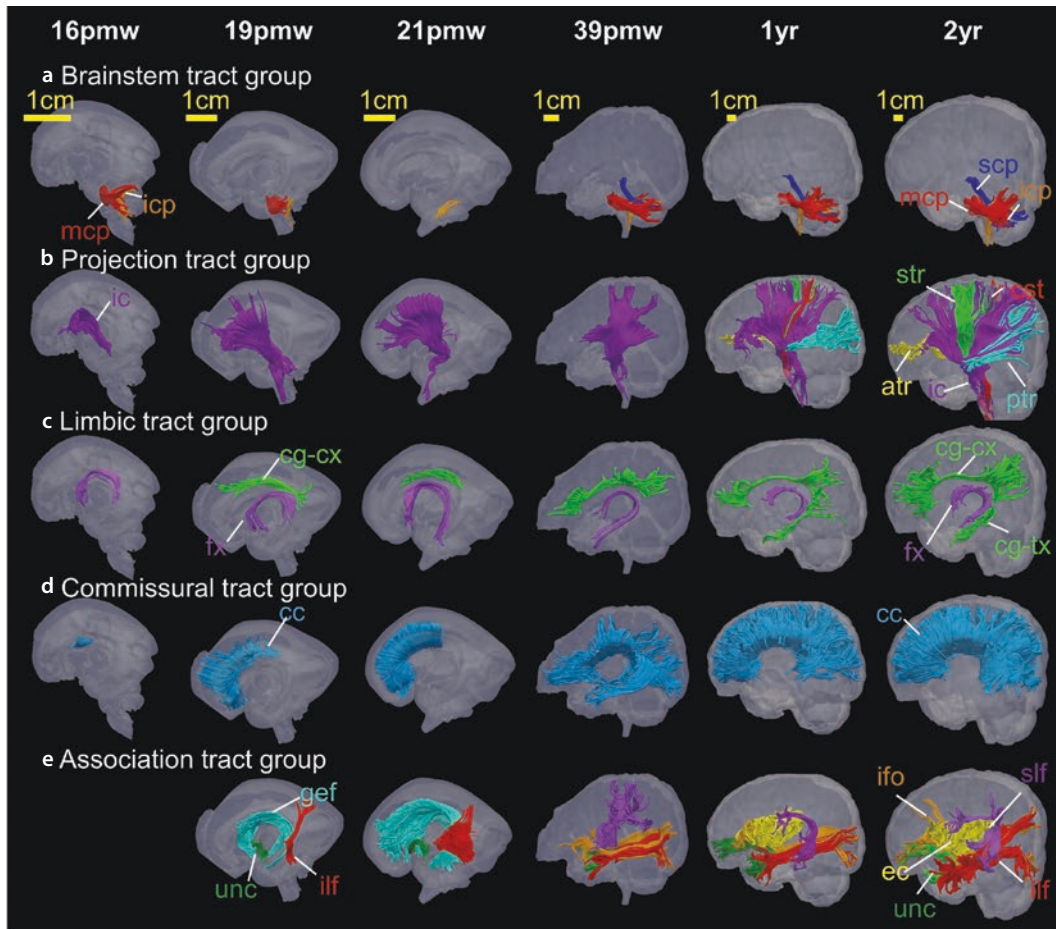 16pmw 19pmw 21pmw 39pmw 1yr 2yr
a Brainstem tract group
1cm 1cm 1cm 1cm 1cm 1cm
scp
icp mcp icp
mcp
b Projection tract group
ic str cst
atr ic ptr
c Limbic tract group
cg-cx cg-cx
fx fx cg-tx
d Commissural tract group
cc cc
e Association tract group
gef ifo slf
unc ilf ec ilf
unc